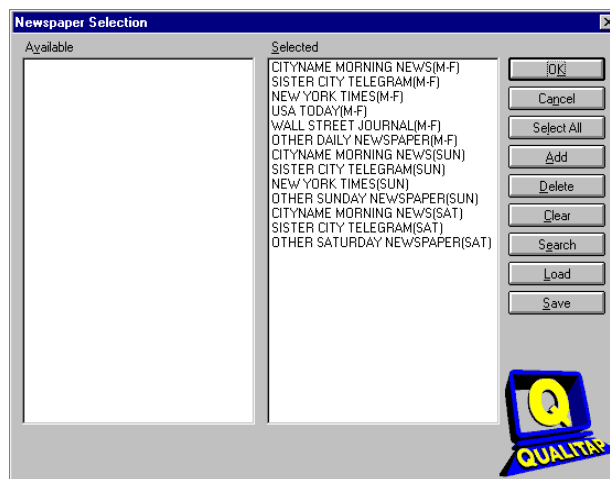 Newspaper Selection
Available
Selected
CITYNAME MORNING NEWS(M-F)
SISTER CITY TELEGRAM(M-F)
NEW YORK TIMES(M-F)
USA TODAY(M-F)
WALL STREET JOURNAL(M-F)
OTHER DAILY NEWSPAPER(M-F)
CITYNAME MORNING NEWS(SUN)
SISTER CITY TELEGRAM(SUN)
NEW YORK TIMES(SUN)
OTHER SUNDAY NEWSPAPER(SUN)
CITYNAME MORNING NEWS(SAT)
SISTER CITY TELEGRAM(SAT)
OTHER SATURDAY NEWSPAPER(SAT)
OK
Cancel
Select All
Add
Delete
Clear
Search
Load
Save
Q
QUALITAP